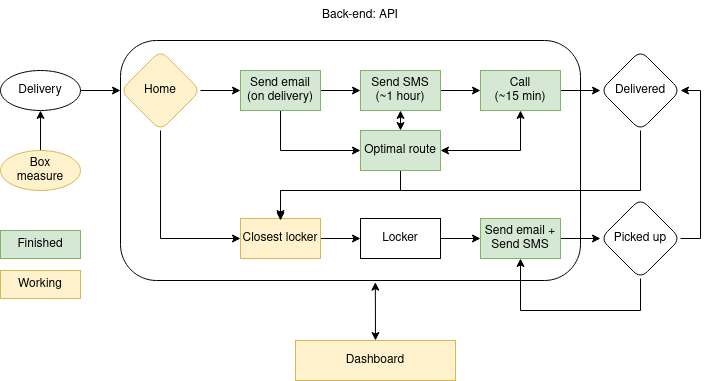 Back-end: API
Delivery
Home
Send email
(on delivery)
Send SMS
(~1 hour)
Call
(~15 min)
Delivered
Optimal route
Box
measure
Finished
Closest locker
Locker
Send email +
Send SMS
Picked up
Working
Dashboard